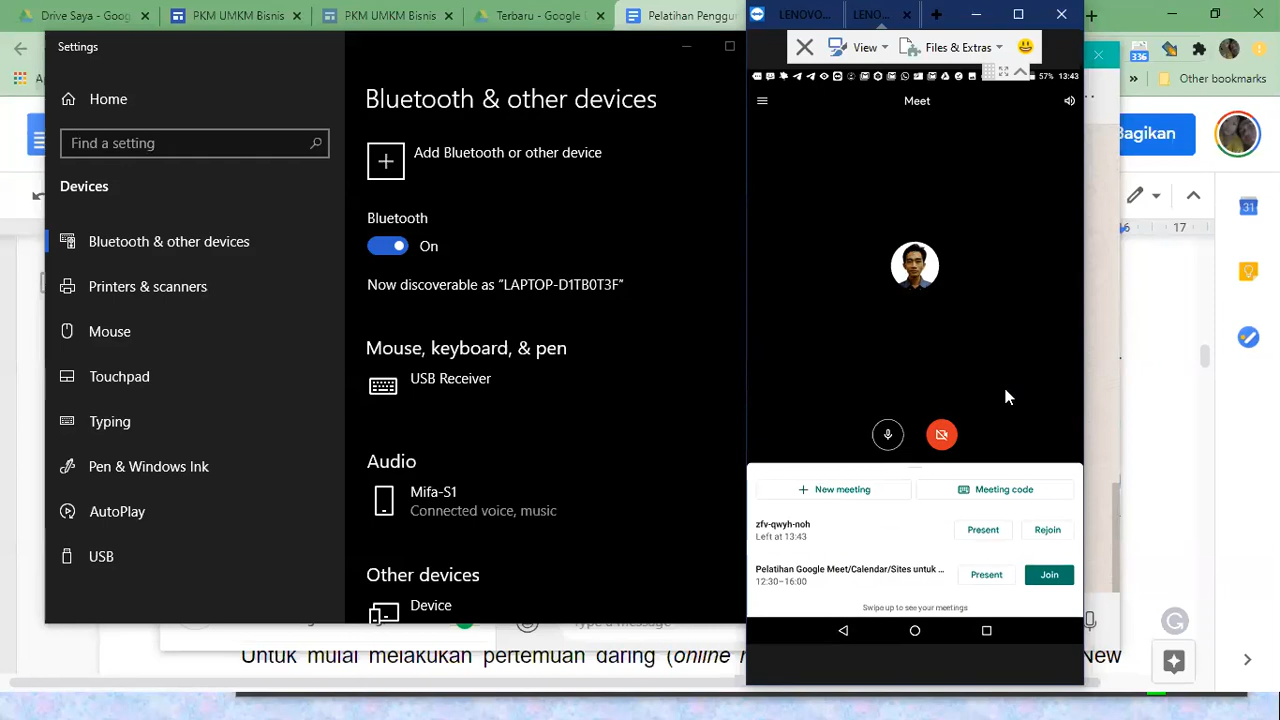 Drive Saya - Goog
PKM UMKM Bisnis
PKM UMKM Bisnis
Terbaru - Google
Pelatihan Penggu
LENOVO...
LENO...
Settings
Home
Find a setting
Devices
Bluetooth & other devices
Printers & scanners
Mouse
Touchpad
Typing
Pen & Windows Ink
AutoPlay
USB
Bluetooth & other devices
Add Bluetooth or other device
Bluetooth
On
Now discoverable as “LAPTOP-D1TB0T3F”
Mouse, keyboard, & pen
USB Receiver
Audio
Mifa-S1
Connected voice, music
Other devices
Device
View
Files & Extras
57% 13:43
Meet
New meeting
Meeting code
zfv-qwyh-noh
Left at 13:43
Present
Rejoin
Pelatihan Google Meet/Calendar/Sites untuk ...
12:30–16:00
Present
Join
Swipe up to see your meetings
336
Other bookmarks
Bagikan
31
16
17
Untuk mulai melakukan pertemuan daring (online
New